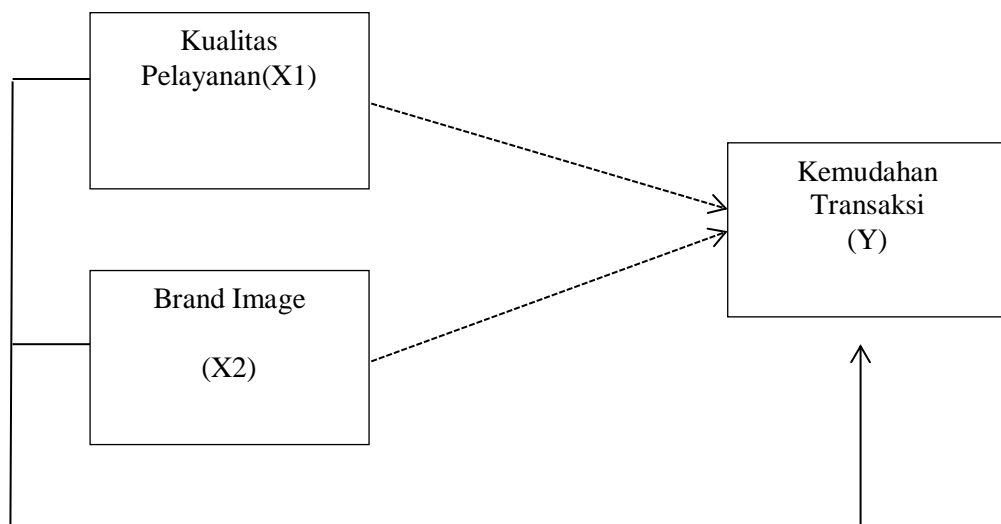 Kualitas
Pelayanan(X1)
Kemudahan
Transaksi
(Y)
Brand Image
(X2)